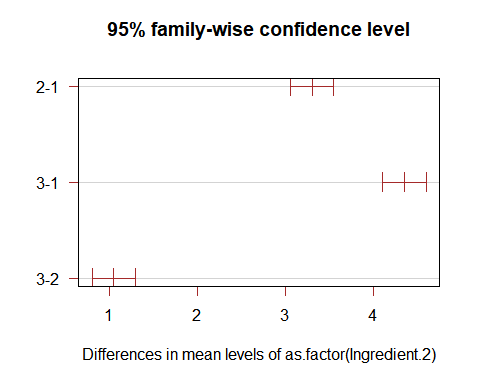 95% family-wise confidence level
2-1
3-1
3-2
1 2 3 4
Differences in mean levels of as.factor(Ingredient.2)